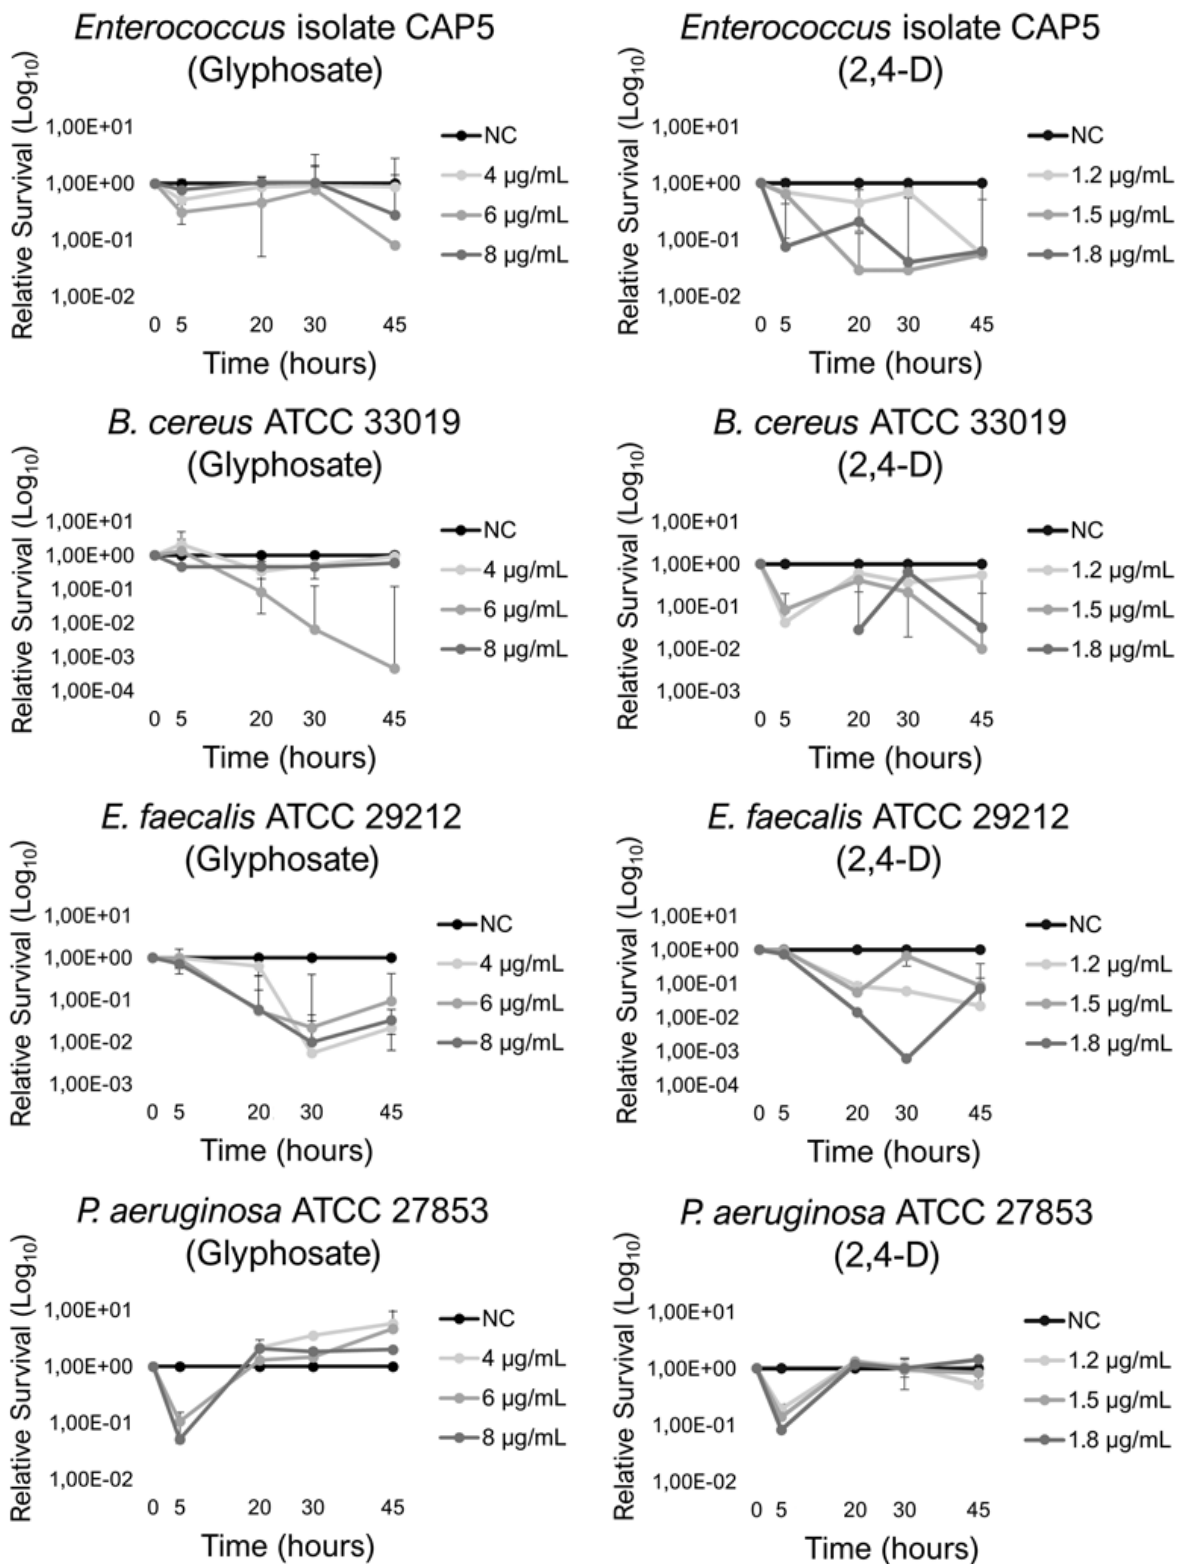 Enterococcus isolate CAP5
(Glyphosate)
Relative Survival (Log10)
1,00E+01
1,00E+00
1,00E-01
1,00E-02
0 5 20 30 45
Time (hours)
NC
4 µg/mL
6 µg/mL
8 µg/mL
Enterococcus isolate CAP5
(2,4-D)
Relative Survival (Log10)
1,00E+01
1,00E+00
1,00E-01
1,00E-02
0 5 20 30 45
Time (hours)
NC
1.2 µg/mL
1.5 µg/mL
1.8 µg/mL
B. cereus ATCC 33019
(Glyphosate)
Relative Survival (Log10)
1,00E+01
1,00E+00
1,00E-01
1,00E-02
1,00E-03
1,00E-04
0 5 20 30 45
Time (hours)
NC
4 µg/mL
6 µg/mL
8 µg/mL
B. cereus ATCC 33019
(2,4-D)
Relative Survival (Log10)
1,00E+01
1,00E+00
1,00E-01
1,00E-02
1,00E-03
0 5 20 30 45
Time (hours)
NC
1.2 µg/mL
1.5 µg/mL
1.8 µg/mL
E. faecalis ATCC 29212
(Glyphosate)
Relative Survival (Log10)
1,00E+01
1,00E+00
1,00E-01
1,00E-02
1,00E-03
0 5 20 30 45
Time (hours)
NC
4 µg/mL
6 µg/mL
8 µg/mL
E. faecalis ATCC 29212
(2,4-D)
Relative Survival (Log10)
1,00E+01
1,00E+00
1,00E-01
1,00E-02
1,00E-03
1,00E-04
0 5 20 30 45
Time (hours)
NC
1.2 µg/mL
1.5 µg/mL
1.8 µg/mL
P. aeruginosa ATCC 27853
(Glyphosate)
Relative Survival (Log10)
1,00E+01
1,00E+00
1,00E-01
1,00E-02
0 5 20 30 45
Time (hours)
NC
4 µg/mL
6 µg/mL
8 µg/mL
P. aeruginosa ATCC 27853
(2,4-D)
Relative Survival (Log10)
1,00E+01
1,00E+00
1,00E-01
1,00E-02
0 5 20 30 45
Time (hours)
NC
1.2 µg/mL
1.5 µg/mL
1.8 µg/mL